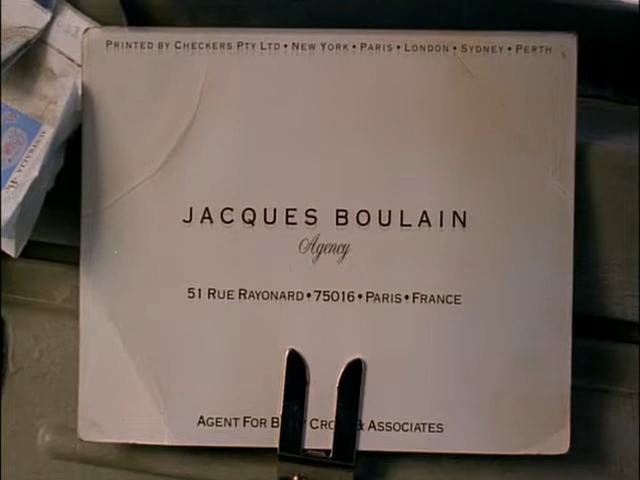 PRINTED BY CHECKERS PTY LTD • NEW YORK • PARIS • LONDON • SYDNEY • PERTH
JACQUES BOULAIN
Agency
51 RUE RAYONARD • 75016 • PARIS • FRANCE
AGENT FOR & ASSOCIATES